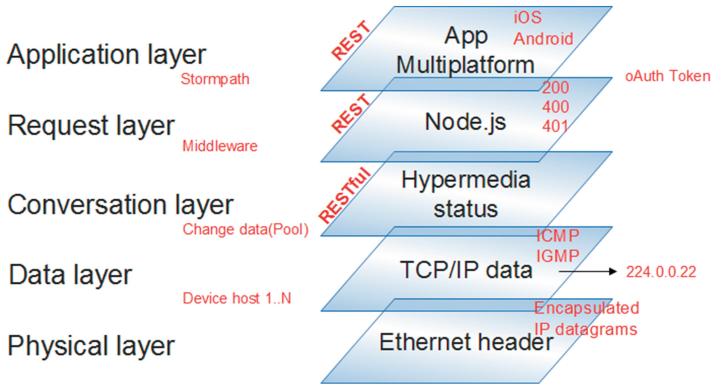 Application layer
Stormpath
REST
App
Multiplatform
iOS
Android
oAuth Token
Request layer
Middleware
REST
Node.js
200
400
401
Conversation layer
Change data(Pool)
RESTful
Hypermedia
status
Data layer
Device host 1..N
TCP/IP data
ICMP
IGMP
224.0.0.22
Physical layer
Ethernet header
Encapsulated
IP datagrams